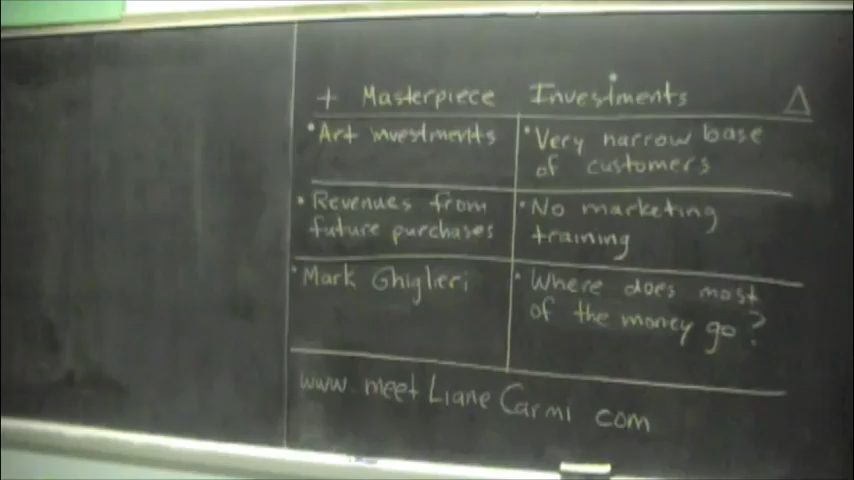 + Masterpiece Investments Δ
• Art investments
• Very narrow base
of customers
• Revenues from
future purchases
• No marketing
training
• Mark Ghiglieri
• Where does most
of the money go?
www.meetLianeCarmi com